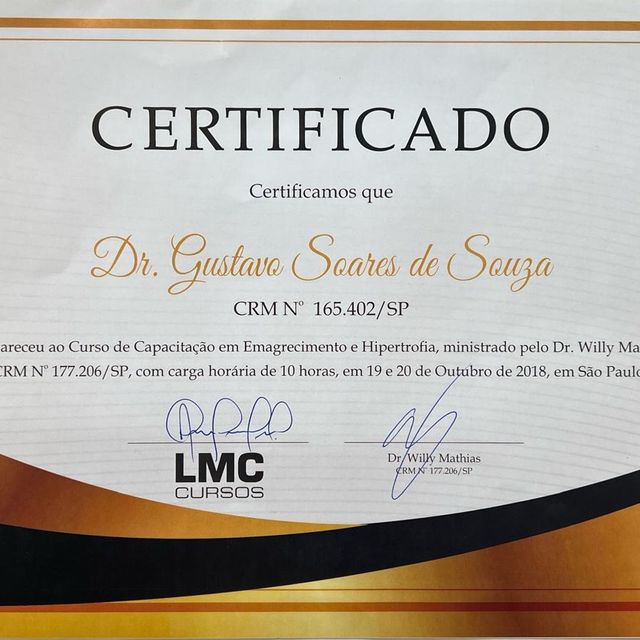 CERTIFICADO
Certificamos que
Dr. Gustavo Soares de Souza
CRM Nº 165.402/SP
areceu ao Curso de Capacitação em Emagrecimento e Hipertrofia, ministrado pelo Dr. Willy Ma
CRM Nº 177.206/SP, com carga horária de 10 horas, em 19 e 20 de Outubro de 2018, em São Paulo
LMC
CURSOS
Dr. Willy Mathias
CRM Nº 177.206/SP